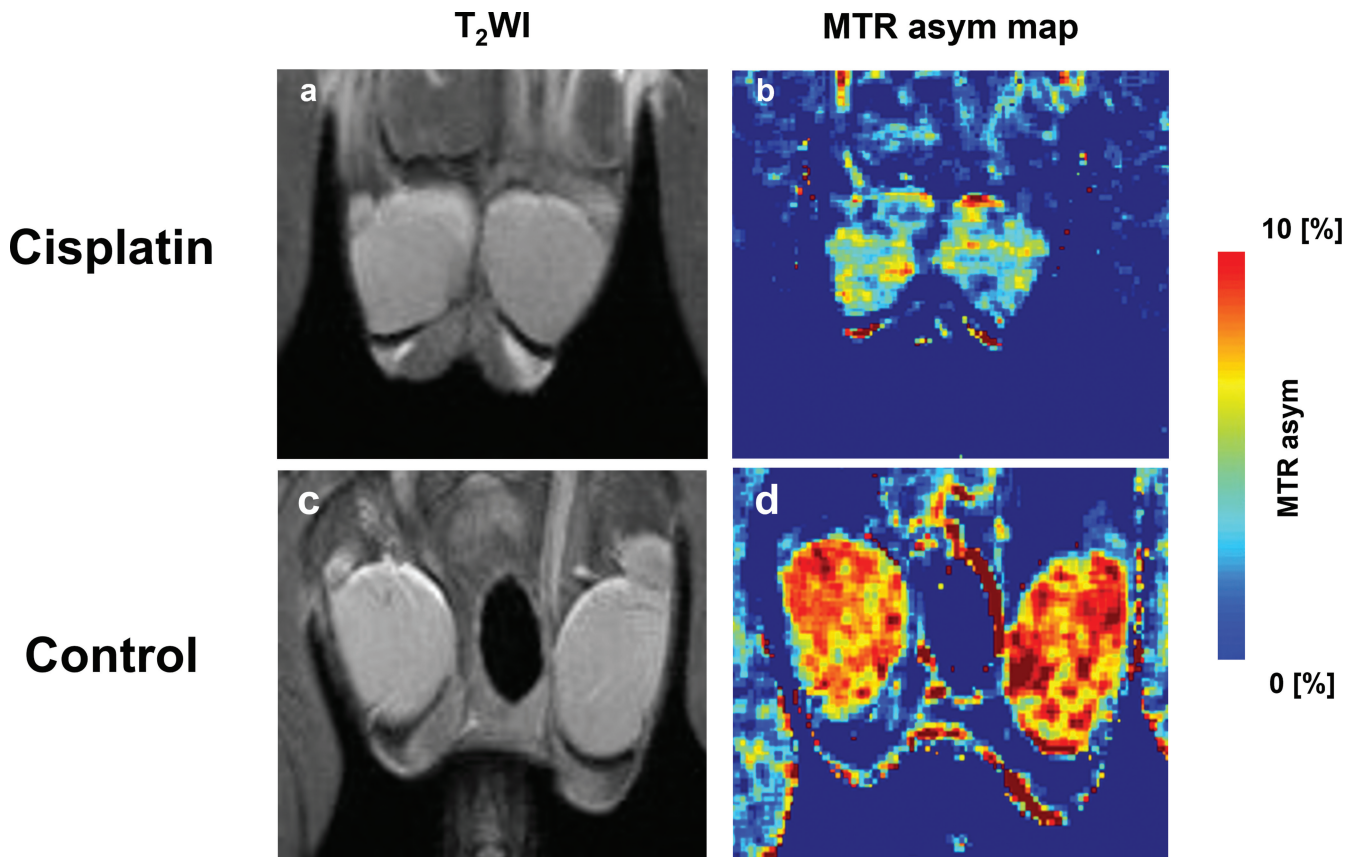 T₂WI
MTR asym map
a
b
Cisplatin
10 [%]
MTR asym
0 [%]
c
d
Control